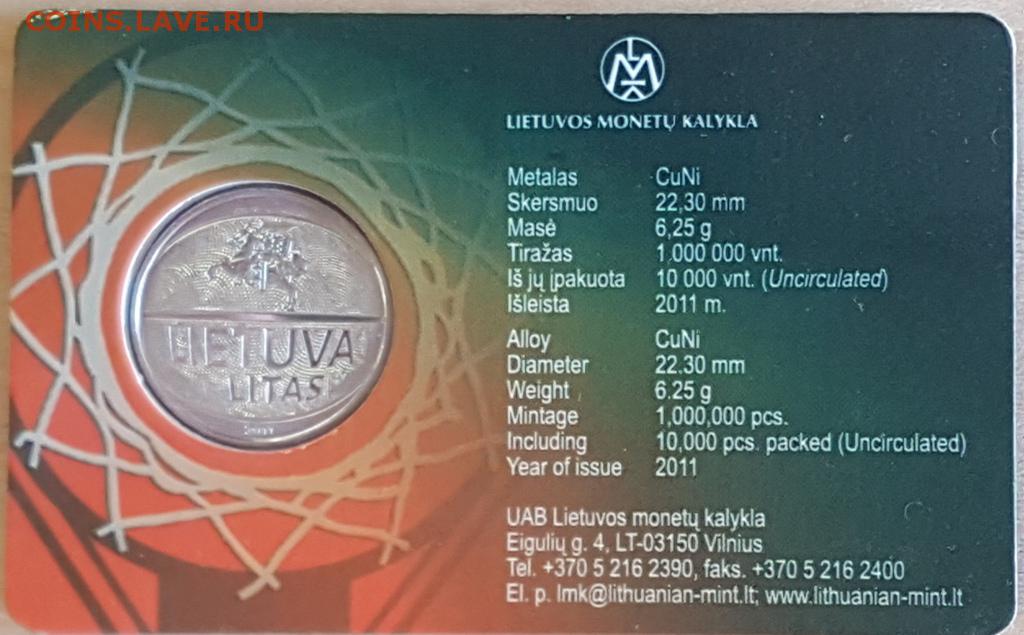 COINS.LAVE.RU
LMK
LIETUVOS MONETŲ KALYKLA
Metalas CuNi
Skersmuo 22,30 mm
Masė 6,25 g
Tiražas 1 000 000 vnt.
Iš jų įpakuota 10 000 vnt. (Uncirculated)
Išleista 2011 m.
Alloy CuNi
Diameter 22.30 mm
Weight 6.25 g
Mintage 1,000,000 pcs.
Including 10,000 pcs. packed (Uncirculated)
Year of issue 2011
UAB Lietuvos monetų kalykla
Eigulių g. 4, LT-03150 Vilnius
Tel. +370 5 216 2390, faks. +370 5 216 2400
El. p. lmk@lithuanian-mint.lt; www.lithuanian-mint.lt
LIETUVA
LITAS